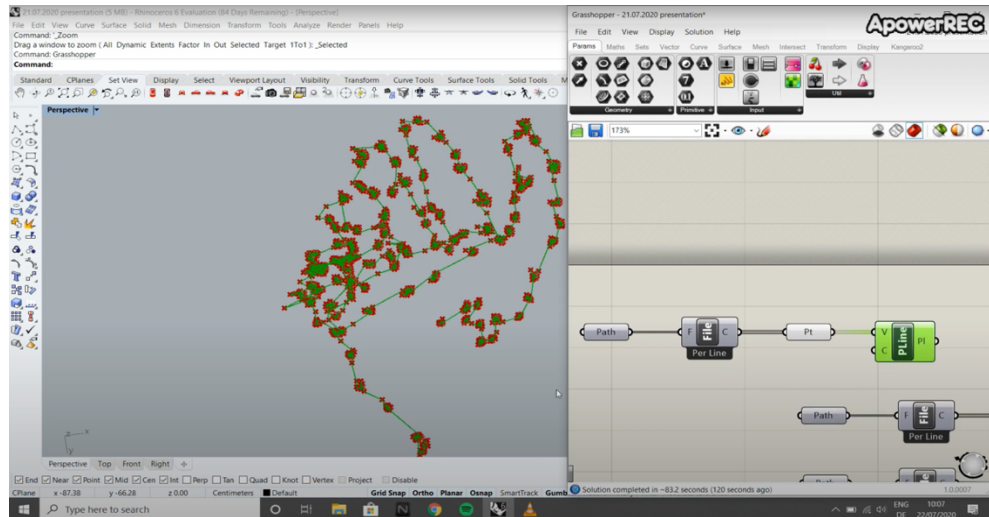 21.07.2020 presentation (5 MB) - Rhinoceros 6 Evaluation (84 Days Remaining) - [Perspective]
File Edit View Curve Surface Solid Mesh Dimension Transform Tools Analyze Render Panels Help
Command: '_Zoom
Drag a window to zoom ( All Dynamic Extents Factor In Out Selected Target 1To1 ): _Selected
Command: Grasshopper
Command:
Standard CPlanes Set View Display Select Viewport Layout Visibility Transform Curve Tools Surface Tools Solid Tools M
Perspective
z x
y
Perspective Top Front Right
End Near Point Mid Cen Int Perp Tan Quad Knot Vertex Project Disable
CPlane x -87.38 y -66.28 z 0.00 Centimeters Default Grid Snap Ortho Planar Osnap SmartTrack Gumb
Grasshopper - 21.07.2020 presentation*
ApowerREC
File Edit View Display Solution Help
Params Maths Sets Vector Curve Surface Mesh Intersect Transform Display Kangaroo2
Geometry Primitive Input Util
173%
Path F File C Pt V C PLine Pl
Per Line
Path F File C
Per Line
Solution completed in ~83.2 seconds (120 seconds ago) 1.0.0007
Type here to search
ENG 10:07
DE 22/07/2020